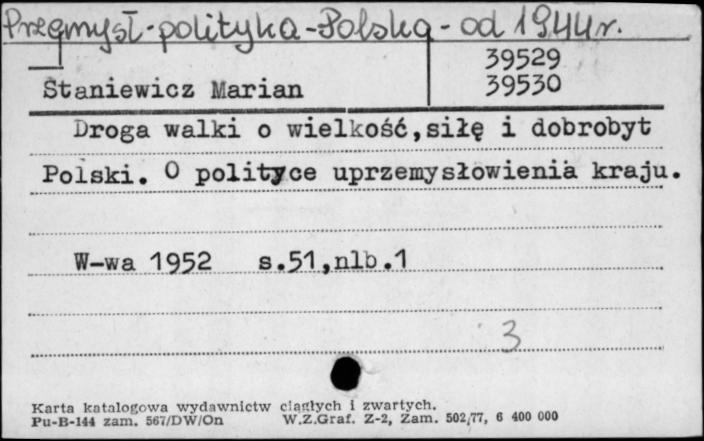 Przemysł-polityka-Polska-od 1944r.
39529
Staniewicz Marian 39530
Droga walki o wielkość,siłę i dobrobyt
Polski. O polityce uprzemysłowienia kraju.
W-wa 1952 s.51,nlb.1
3
Karta katalogowa wydawnictw ciągłych i zwartych.
Pu-B-144 zam. 567/DW/On W.Z.Graf. Z-2, Zam. 502/77, 6 400 000